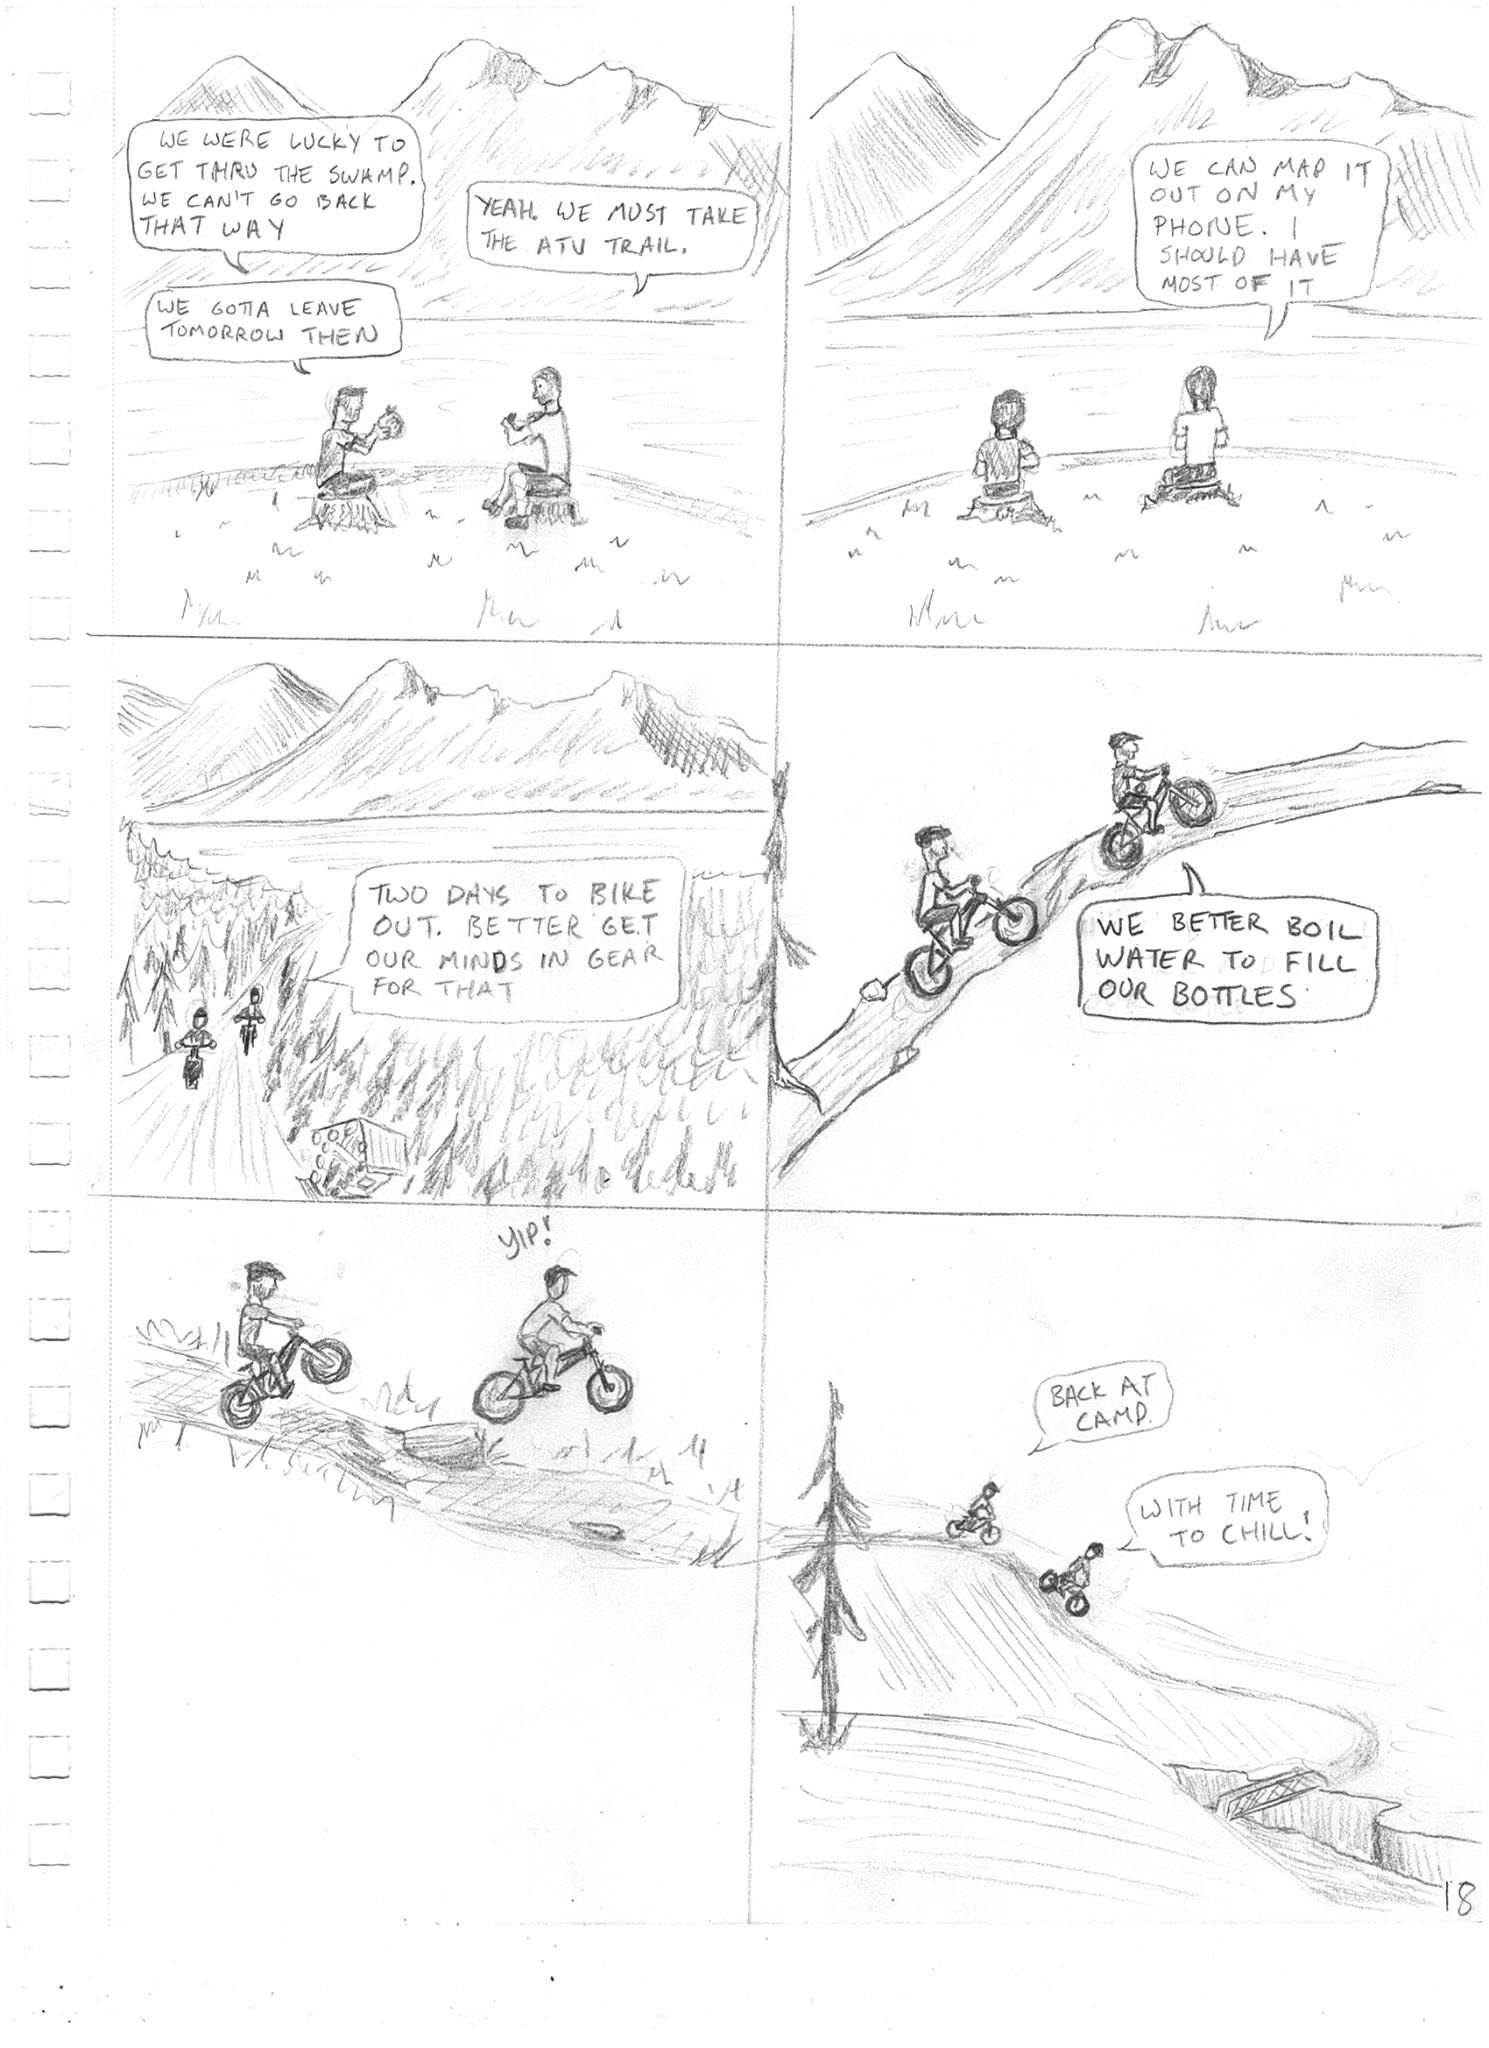 WE WERE LUCKY TO
GET THRU THE SWAMP.
WE CAN'T GO BACK
THAT WAY
YEAH. WE MUST TAKE
THE ATV TRAIL.
WE GOTTA LEAVE
TOMORROW THEN
WE CAN MAP IT
OUT ON MY
PHONE. I
SHOULD HAVE
MOST OF IT
TWO DAYS TO BIKE
OUT. BETTER GET
OUR MINDS IN GEAR
FOR THAT
WE BETTER BOIL
WATER TO FILL
OUR BOTTLES
YIP!
BACK AT
CAMP.
WITH TIME
TO CHILL!
18